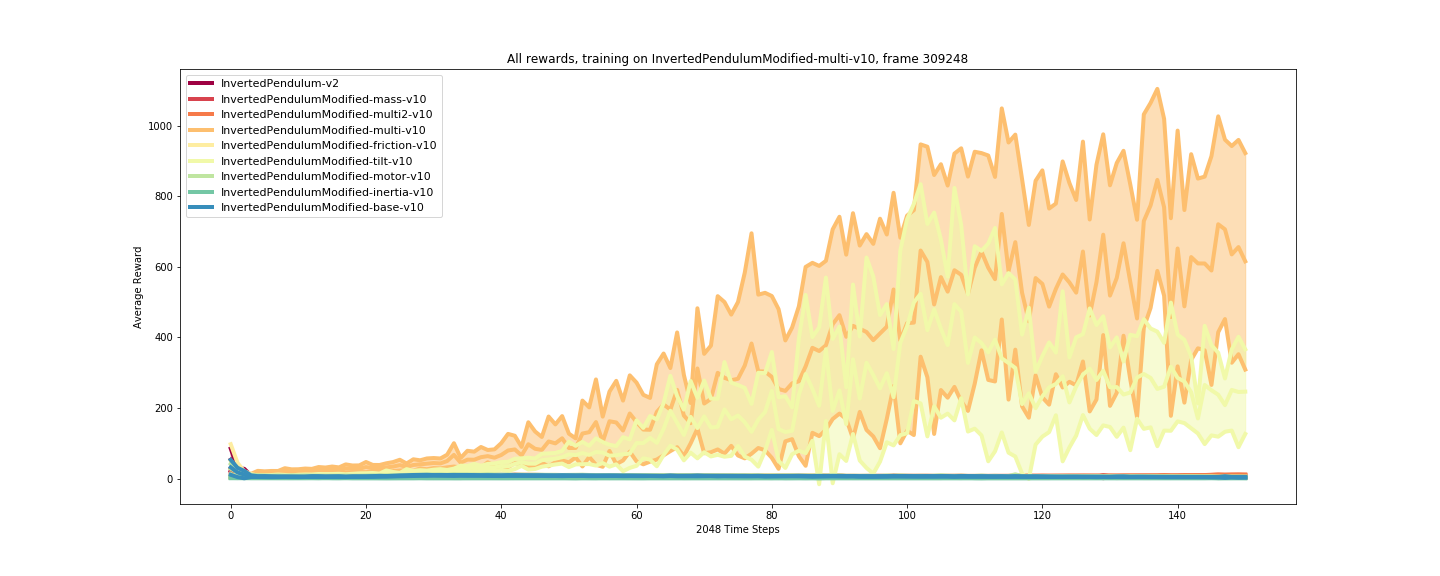 All rewards, training on InvertedPendulumModified-multi-v10, frame 309248
InvertedPendulum-v2
InvertedPendulumModified-mass-v10
InvertedPendulumModified-multi2-v10
InvertedPendulumModified-multi-v10
InvertedPendulumModified-friction-v10
InvertedPendulumModified-tilt-v10
InvertedPendulumModified-motor-v10
InvertedPendulumModified-inertia-v10
InvertedPendulumModified-base-v10
1000
800
600
400
200
0
Average Reward
0 20 40 60 80 100 120 140
2048 Time Steps